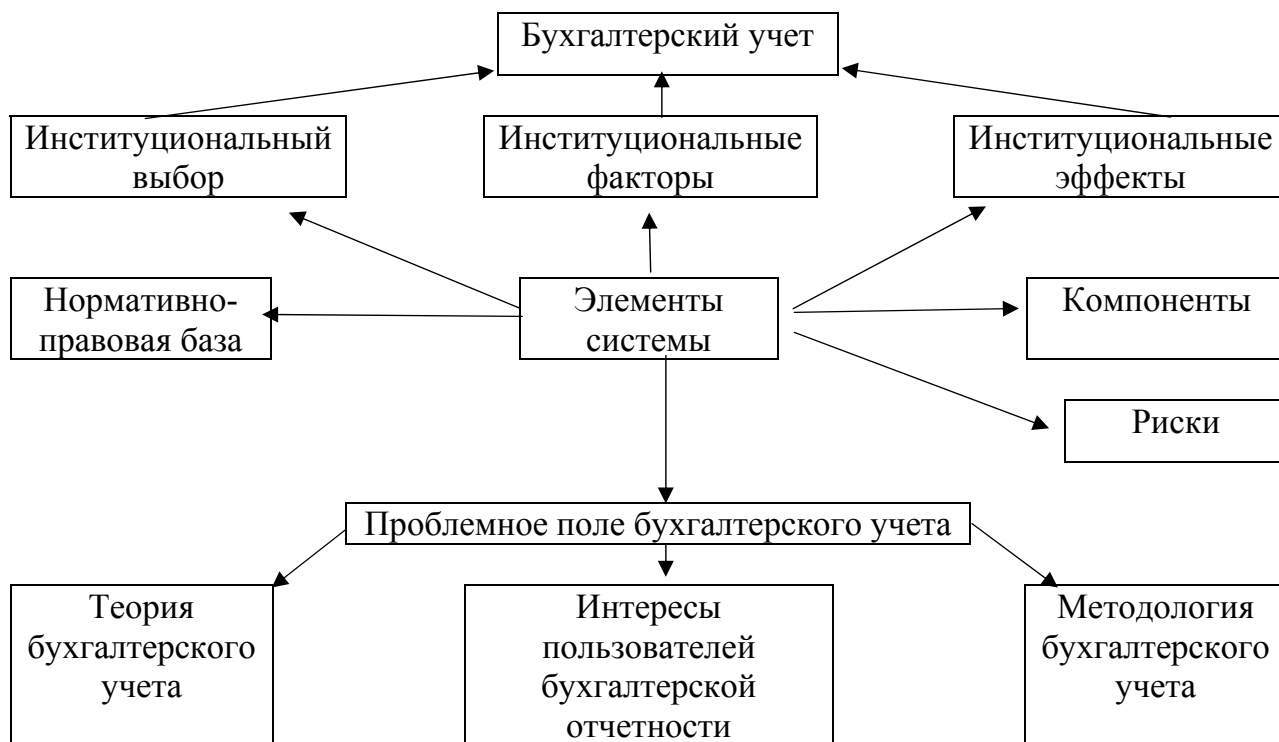 Бухгалтерский учет
Институциональный
выбор
Институциональные
факторы
Институциональные
эффекты
Нормативно-
правовая база
Элементы
системы
Компоненты
Риски
Проблемное поле бухгалтерского учета
Теория
бухгалтерского
учета
Интересы
пользователей
бухгалтерской
отчетности
Методология
бухгалтерского
учета